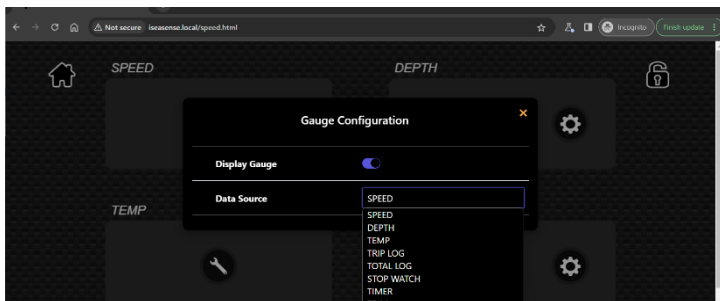 Not secure iseasense.local/speed.html Incognito Finish update
SPEED DEPTH
Gauge Configuration ×
Display Gauge
Data Source SPEED
SPEED
DEPTH
TEMP TEMP
TRIP LOG
TOTAL LOG
STOP WATCH
TIMER